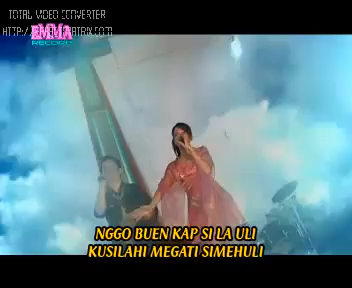 TOTAL VIDEO CONVERTER
EMMA
RECORD
NGGO BUEN KAP SI LA ULI
KUSILAHI MEGATI SIMEHULI